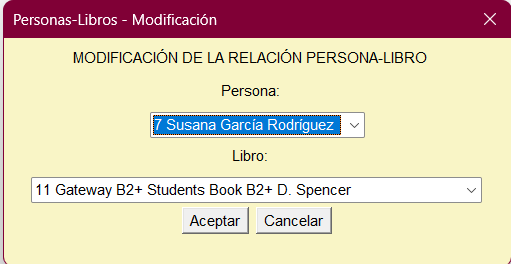 Personas-Libros - Modificación
MODIFICACIÓN DE LA RELACIÓN PERSONA-LIBRO
Persona:
7 Susana García Rodríguez
Libro:
11 Gateway B2+ Students Book B2+ D. Spencer
Aceptar Cancelar